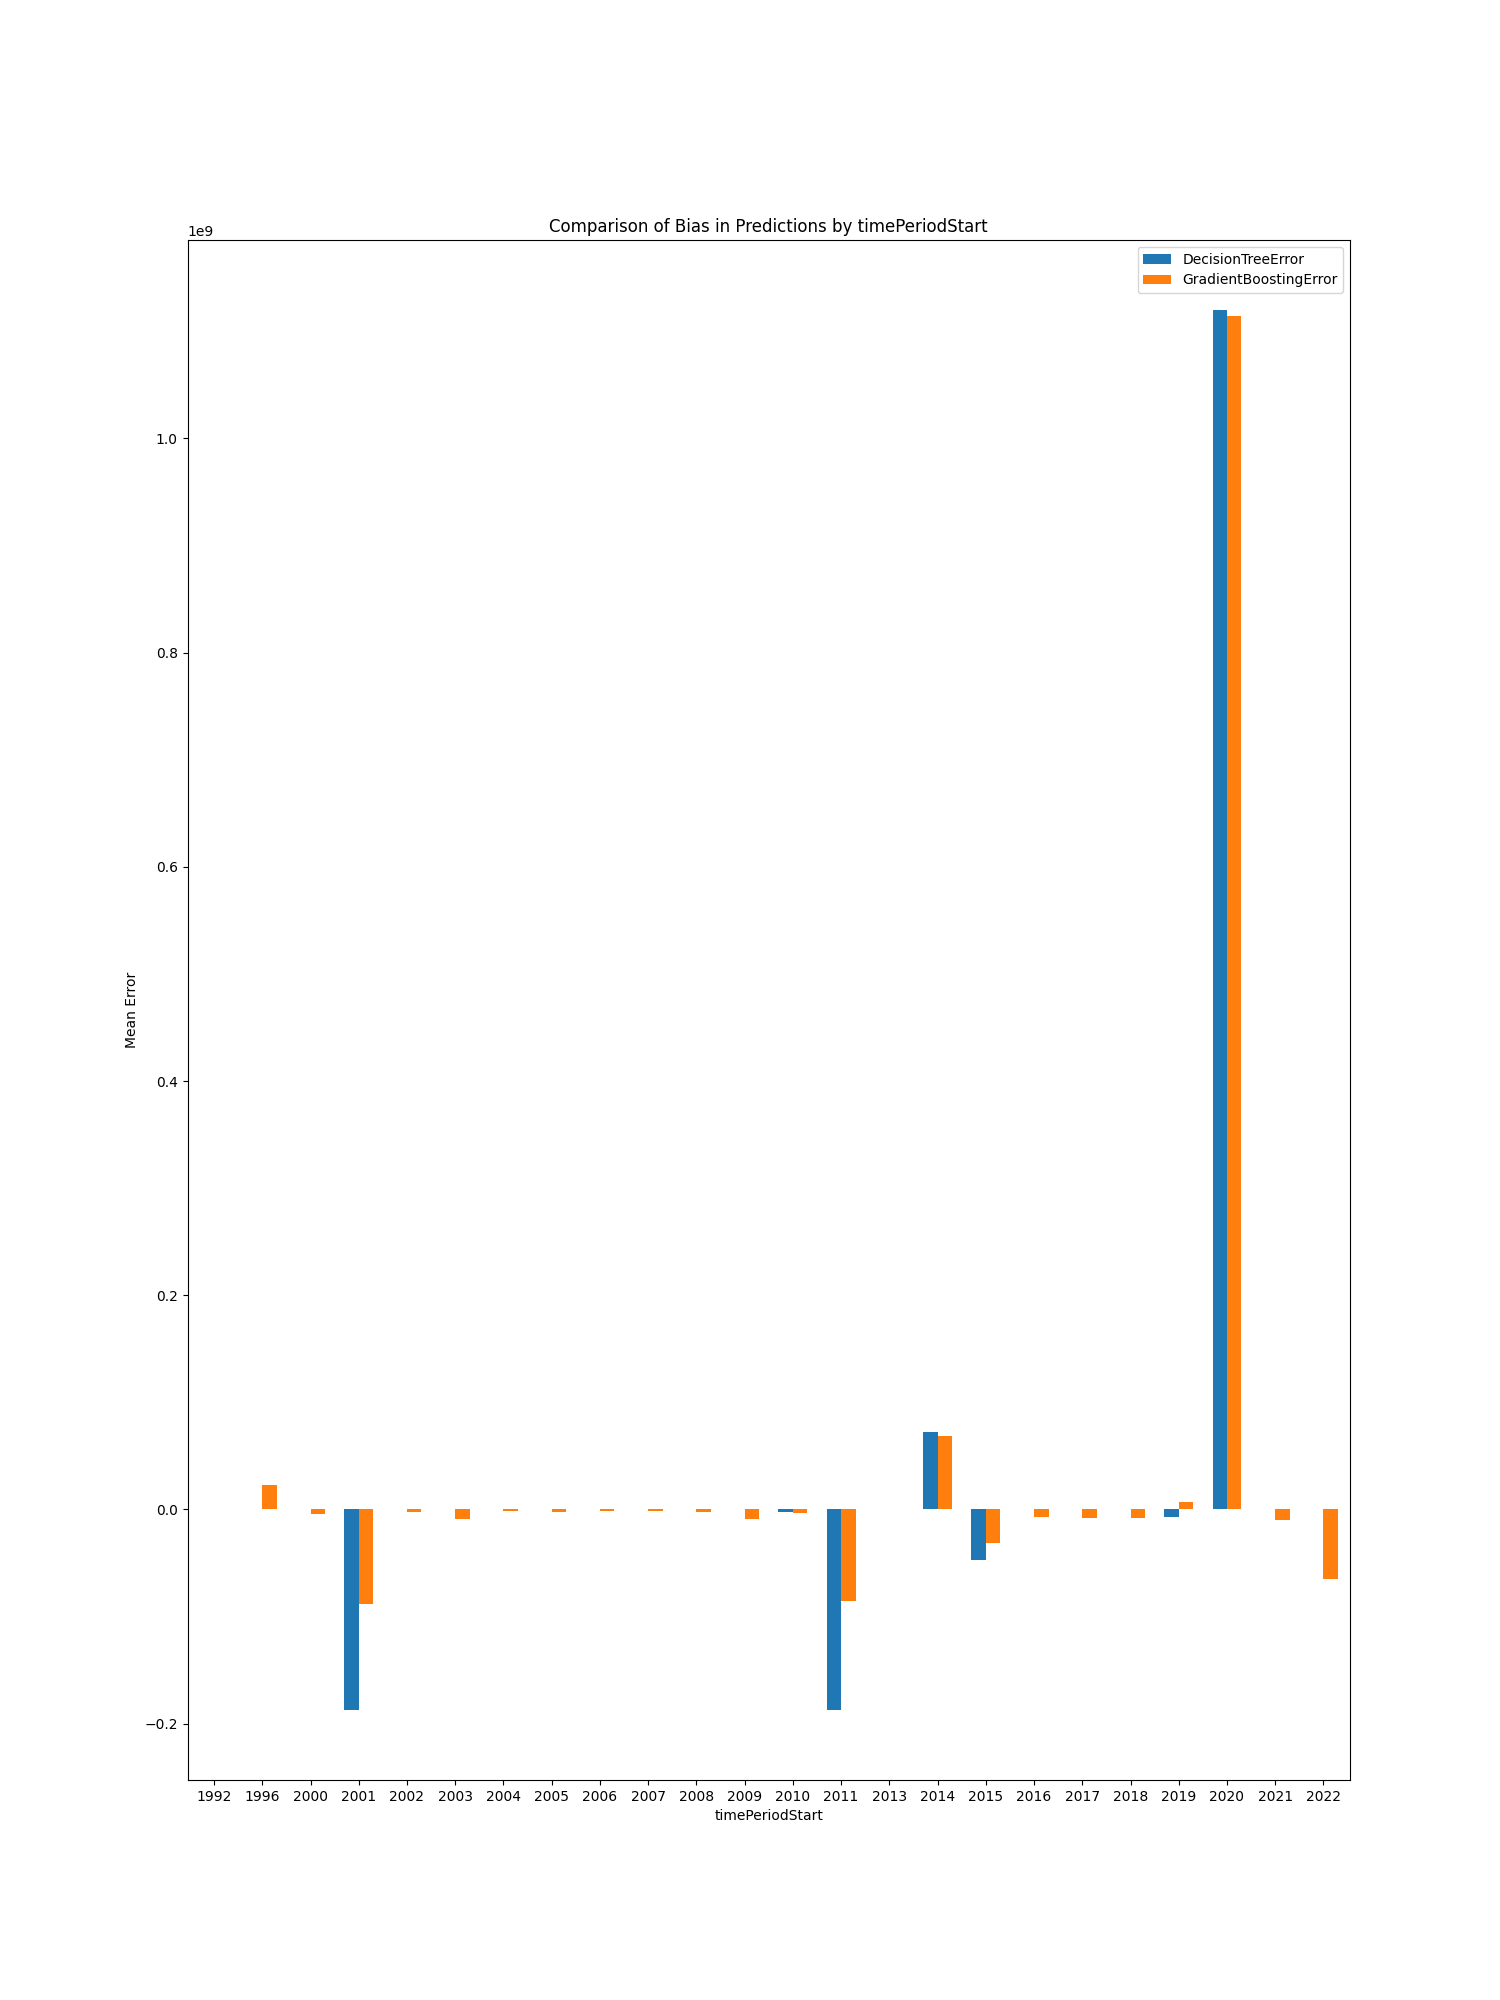 Comparison of Bias in Predictions by timePeriodStart
1e9
DecisionTreeError
GradientBoostingError
1.0
0.8
0.6
0.4
0.2
0.0
−0.2
Mean Error
1992 1996 2000 2001 2002 2003 2004 2005 2006 2007 2008 2009 2010 2011 2013 2014 2015 2016 2017 2018 2019 2020 2021 2022
timePeriodStart